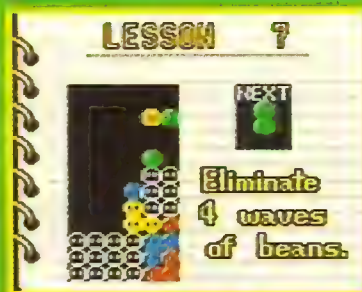 LESSON 7
NEXT
Eliminate
4 waves
of beans.